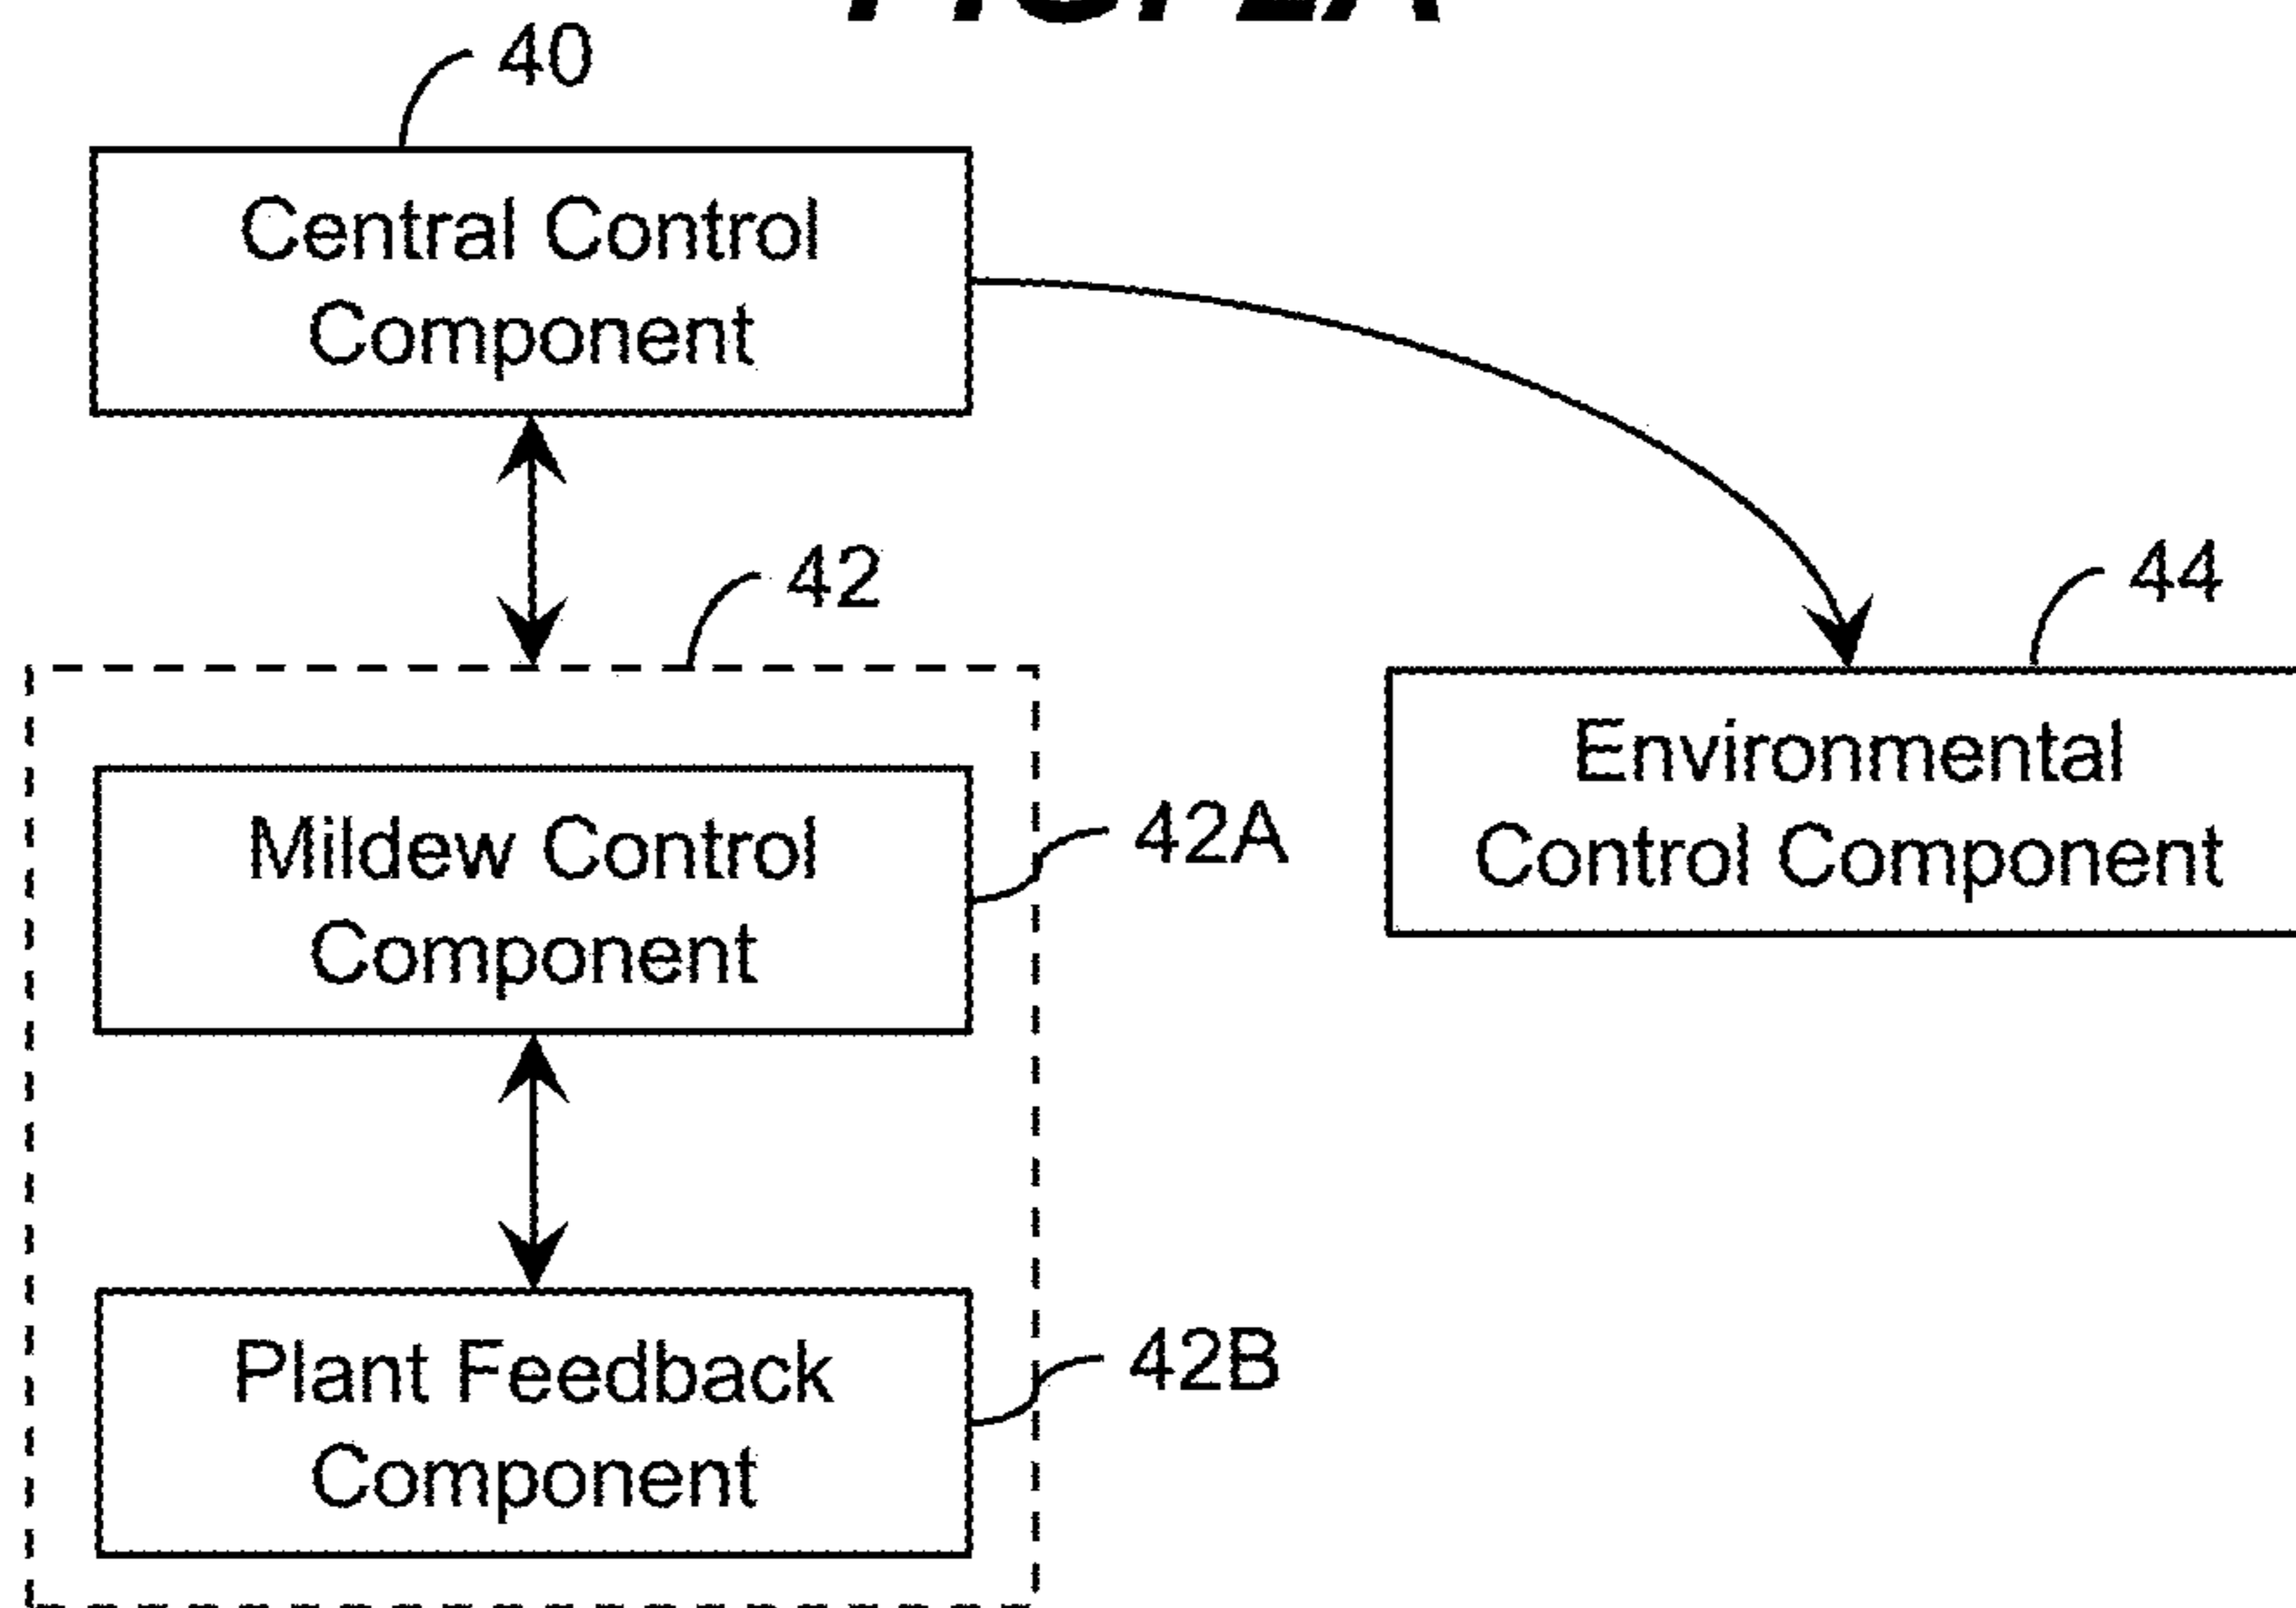 40
Central Control
Component
42
44
Environmental
Control Component
Mildew Control
Component
42A
Plant Feedback
Component
42B